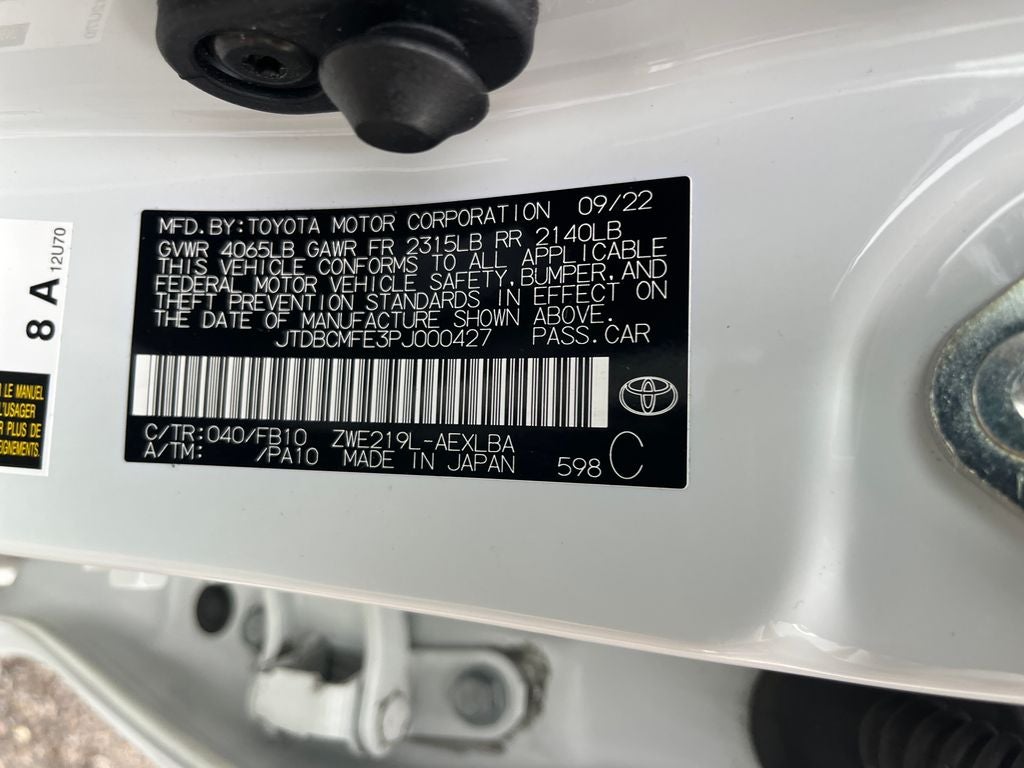 MFD.BY:TOYOTA MOTOR CORPORATION 09/22
GVWR 4065LB GAWR FR 2315LB RR 2140LB
THIS VEHICLE CONFORMS TO ALL APPLICABLE
FEDERAL MOTOR VEHICLE SAFETY,BUMPER,AND
THEFT PREVENTION STANDARDS IN EFFECT ON
THE DATE OF MANUFACTURE SHOWN ABOVE.
JTDBCMFE3PJ000427 PASS.CAR
C/TR:040/FB10 ZWE219L-AEXLBA
A/TM: /PA10 MADE IN JAPAN 598 C
8 A 12U70
LE MANUEL
L'USAGER
PLUS DE